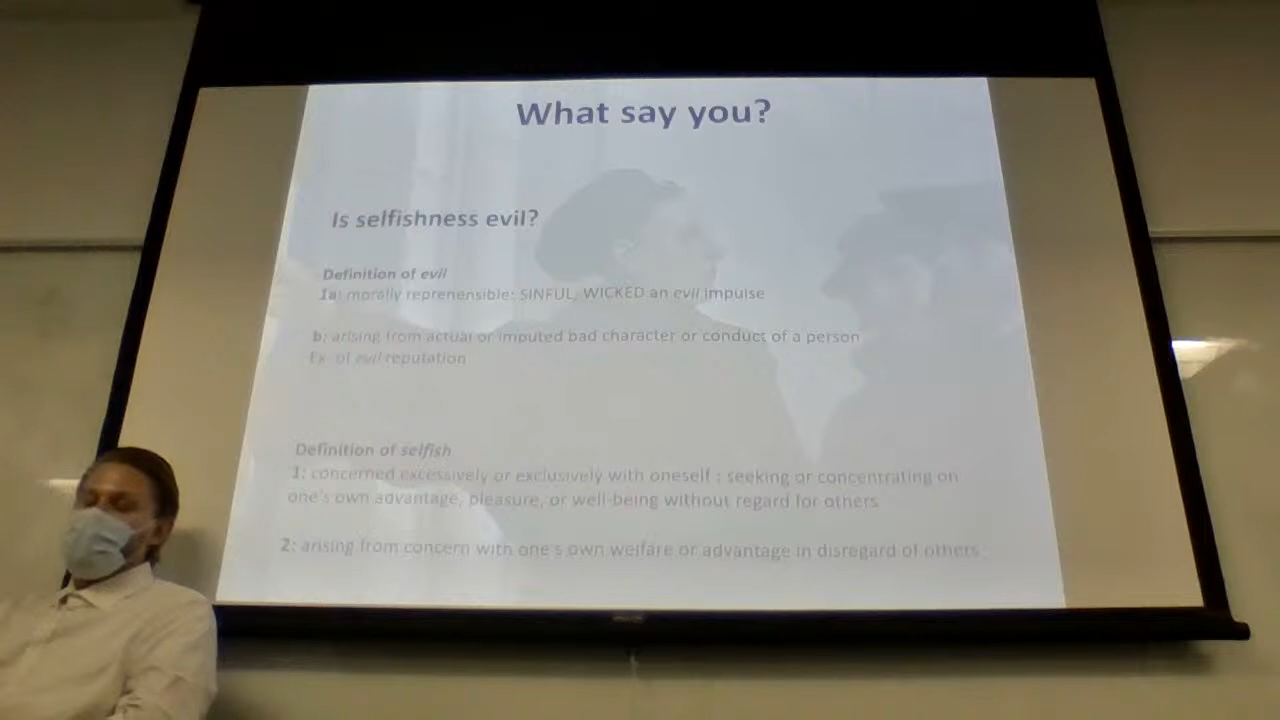 What say you?
Is selfishness evil?
Definition of evil
1a: morally reprehensible: SINFUL, WICKED an evil impulse
b: arising from actual or imputed bad character or conduct of a person
Ex- of evil reputation
Definition of selfish
1: concerned excessively or exclusively with oneself : seeking or concentrating on
one's own advantage, pleasure, or well-being without regard for others
2: arising from concern with one's own welfare or advantage in disregard of others